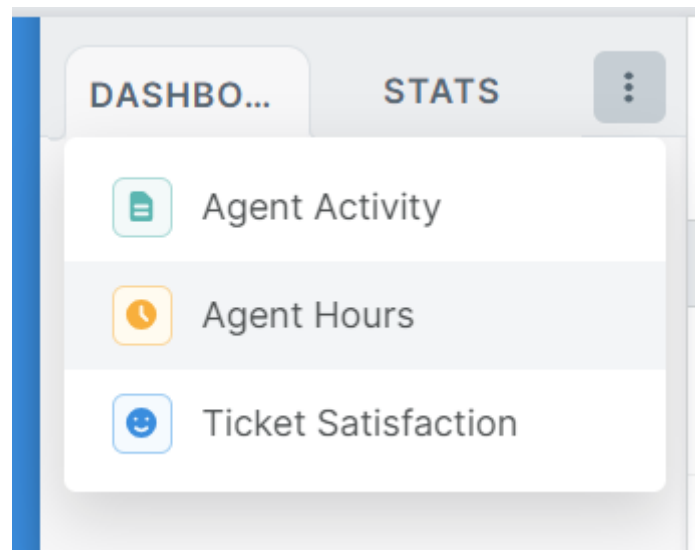 DASHBO...
STATS
Agent Activity
Agent Hours
Ticket Satisfaction